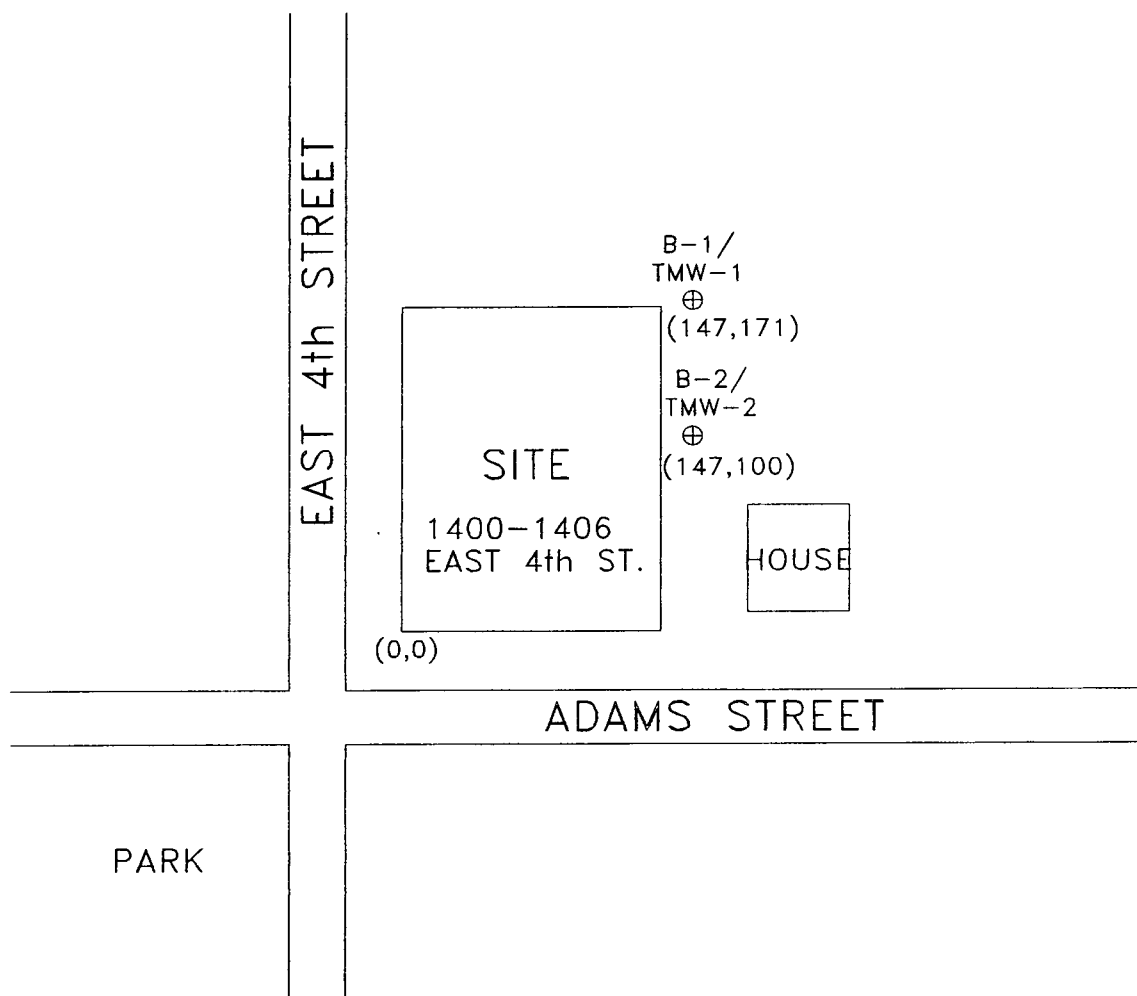 EAST 4th STREET
B-1/
TMW-1
(147,171)
B-2/
TMW-2
(147,100)
SITE
1400-1406
EAST 4th ST.
HOUSE
(0,0)
ADAMS STREET
PARK